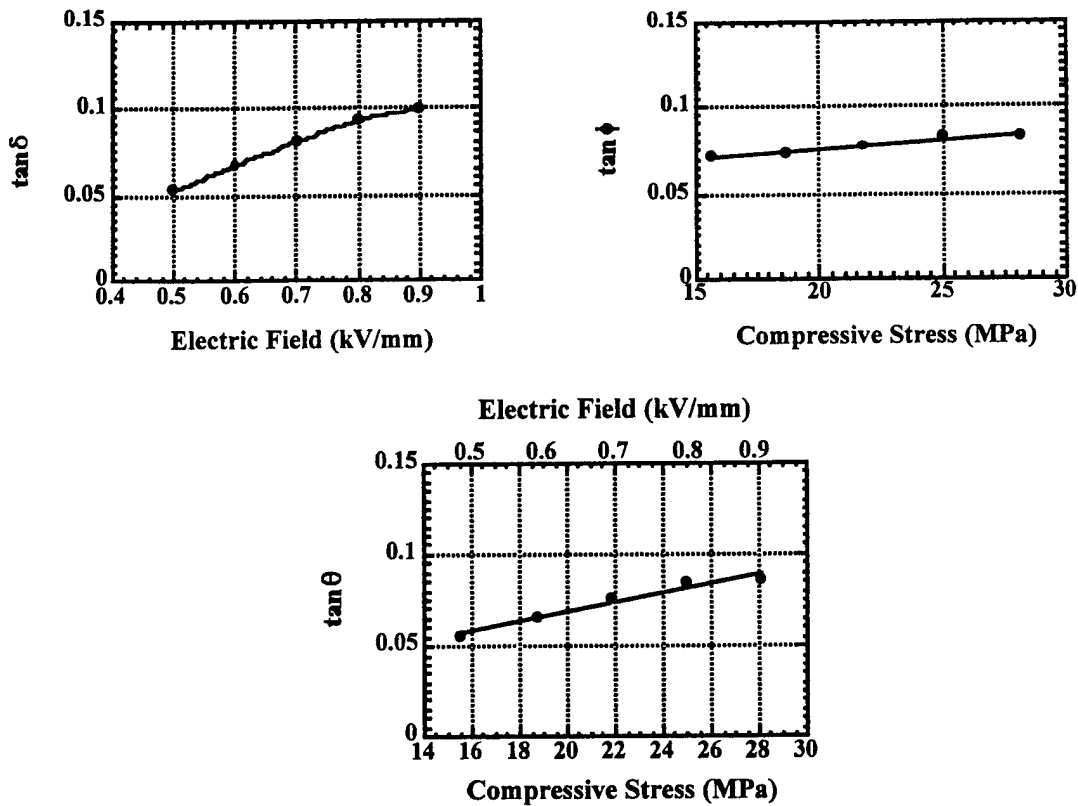 0.15
0.1
0.05
0
tanδ
0.4 0.5 0.6 0.7 0.8 0.9 1
Electric Field (kV/mm)
0.15
0.1
0.05
0
tan ϕ
15 20 25 30
Compressive Stress (MPa)
Electric Field (kV/mm)
0.5 0.6 0.7 0.8 0.9
0.15
0.1
0.05
0
tan θ
14 16 18 20 22 24 26 28 30
Compressive Stress (MPa)